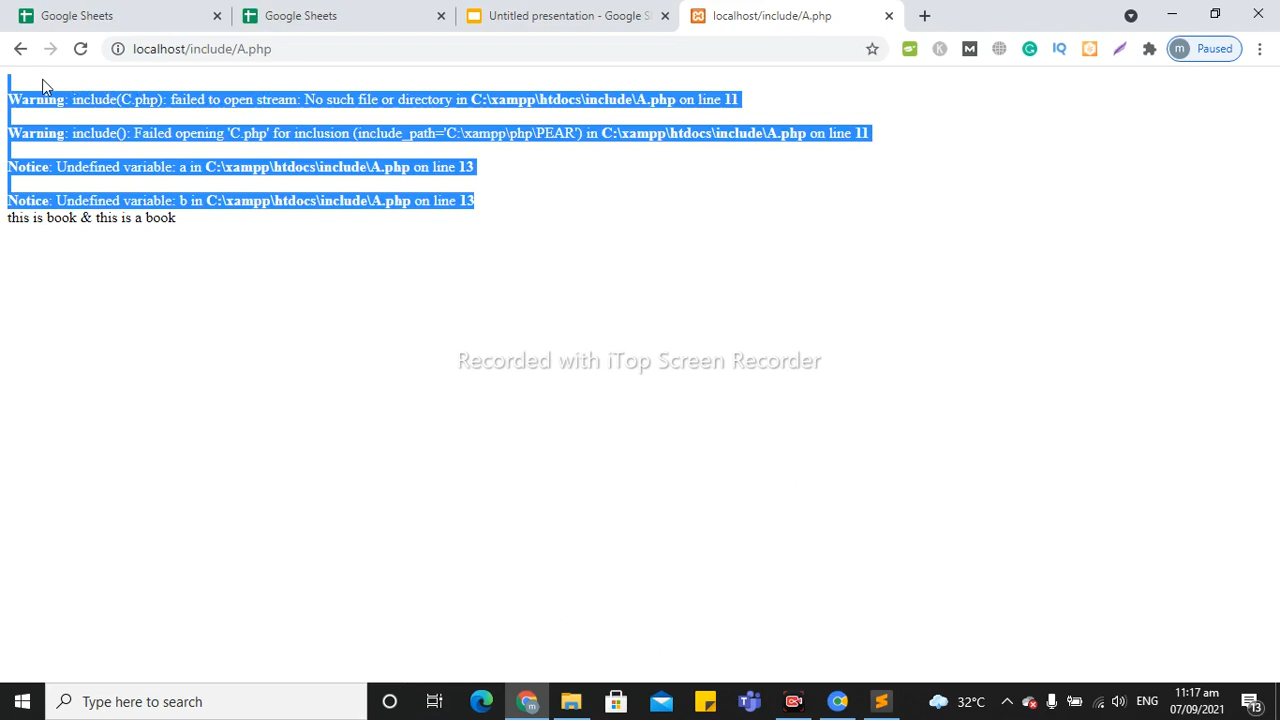 Google Sheets
Google Sheets
Untitled presentation - Google S
localhost/include/A.php
localhost/include/A.php
M
IQ
m Paused
Warning: include(C.php): failed to open stream: No such file or directory in C:\xampp\htdocs\include\A.php on line 11
Warning: include(): Failed opening 'C.php' for inclusion (include_path='C:\xampp\php\PEAR') in C:\xampp\htdocs\include\A.php on line 11
Notice: Undefined variable: a in C:\xampp\htdocs\include\A.php on line 13
Notice: Undefined variable: b in C:\xampp\htdocs\include\A.php on line 13
this is book & this is a book
Recorded with iTop Screen Recorder
Type here to search
32°C
ENG
11:17 am
07/09/2021
13